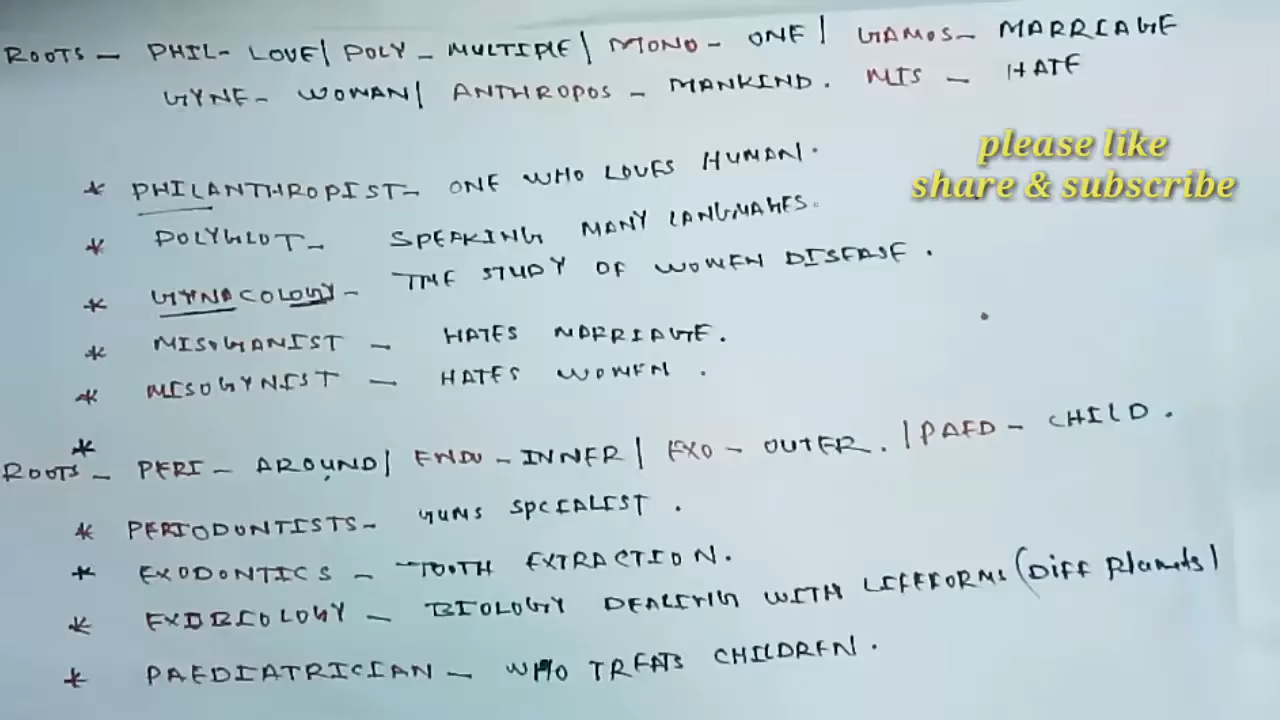 ROOTS - PHIL - LOVE | POLY - MULTIPLE | MONO - ONE | GAMOS - MARRIAGE
GYNE - WOMAN | ANTHROPOS - MANKIND. MIS - HATE
please like
share & subscribe
* PHILANTHROPIST - ONE WHO LOVES HUMAN.
* POLYGLOT - SPEAKING MANY LANGUAGES.
* GYNACOLOGY - THE STUDY OF WOMEN DISEASE.
* MISOGAMIST - HATES MARRIAGE.
* MISOGYNIST - HATES WOMEN.
*
ROOTS - PERI - AROUND | ENDO - INNER | EXO - OUTER. | PAED - CHILD.
* PERIODONTISTS - GUMS SPCIALIST.
* EXODONTICS - TOOTH EXTRACTION.
* EXOBIOLOGY - BIOLOGY DEALING WITH LIFEFORMS (Diff Planets)
* PAEDIATRICIAN - WHO TREATS CHILDREN.